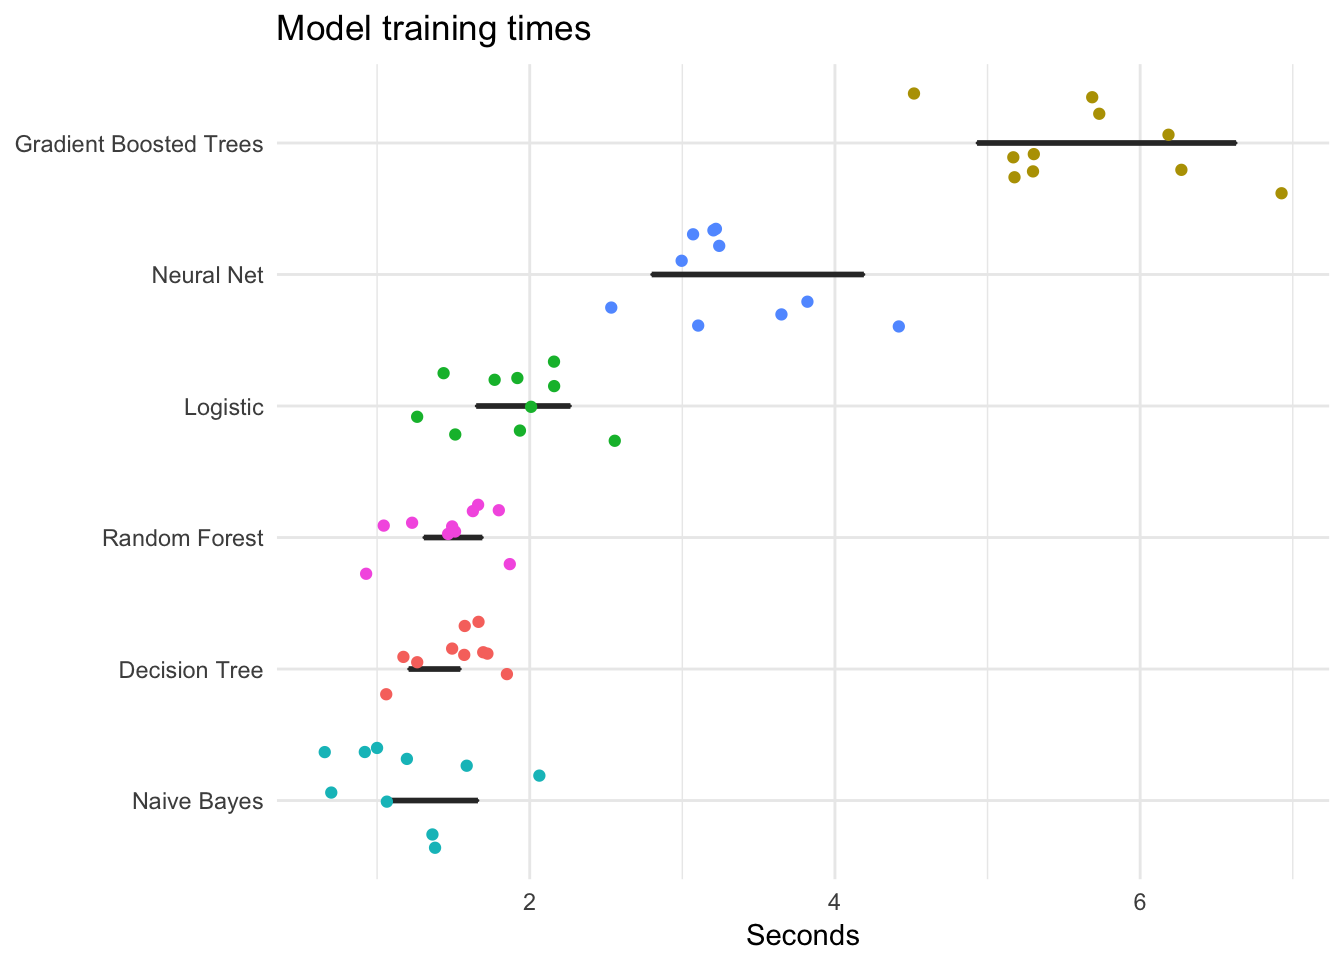 Model training times
Gradient Boosted Trees
Neural Net
Logistic
Random Forest
Decision Tree
Naive Bayes
2 4 6
Seconds